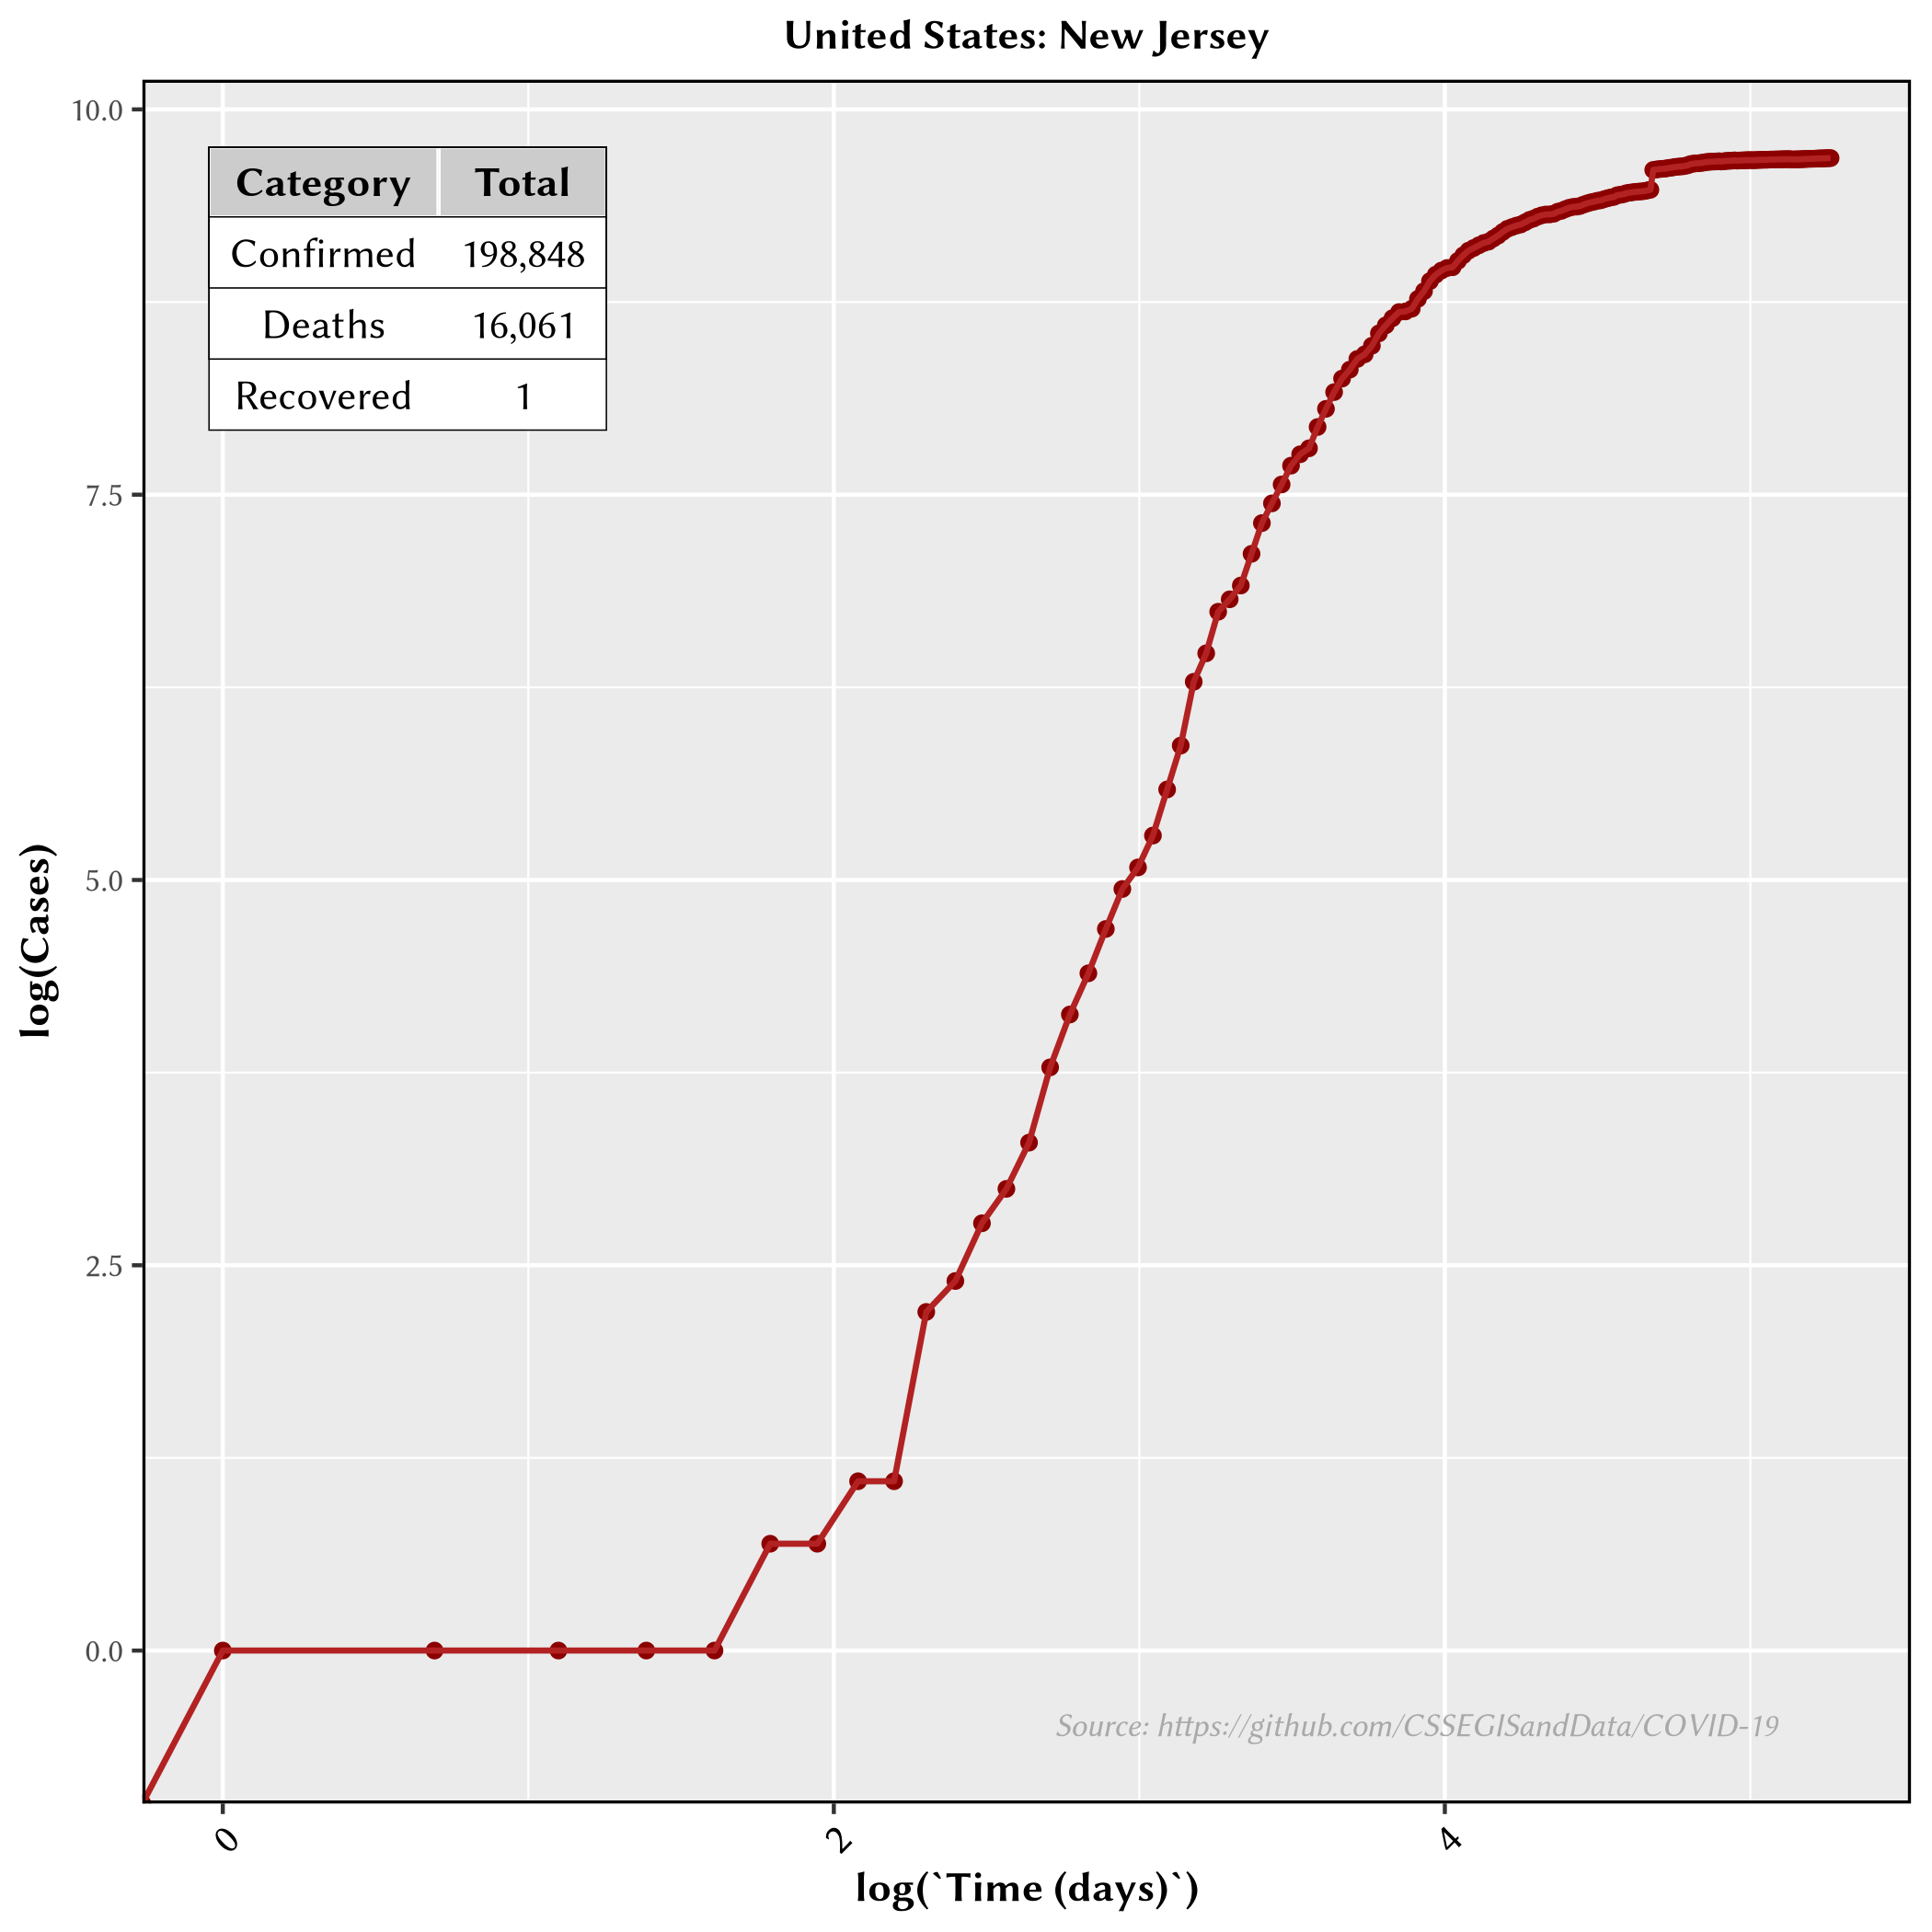 United States: New Jersey
10.0
7.5
5.0
2.5
0.0
Category Total
Confirmed 198,848
Deaths 16,061
Recovered 1
log(Cases)
Source: https://github.com/CSSEGISandData/COVID-19
0 2 4
log(`Time (days)`)